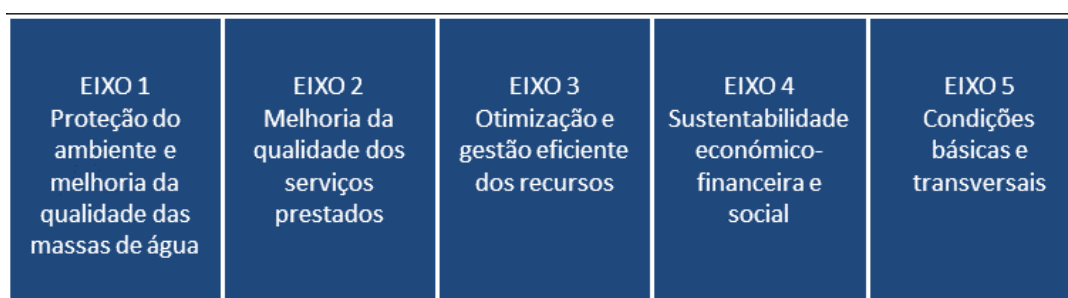 EIXO 1
Proteção do
ambiente e
melhoria da
qualidade das
massas de água
EIXO 2
Melhoria da
qualidade dos
serviços
prestados
EIXO 3
Otimização e
gestão eficiente
dos recursos
EIXO 4
Sustentabilidade
económico-
financeira e
social
EIXO 5
Condições
básicas e
transversais